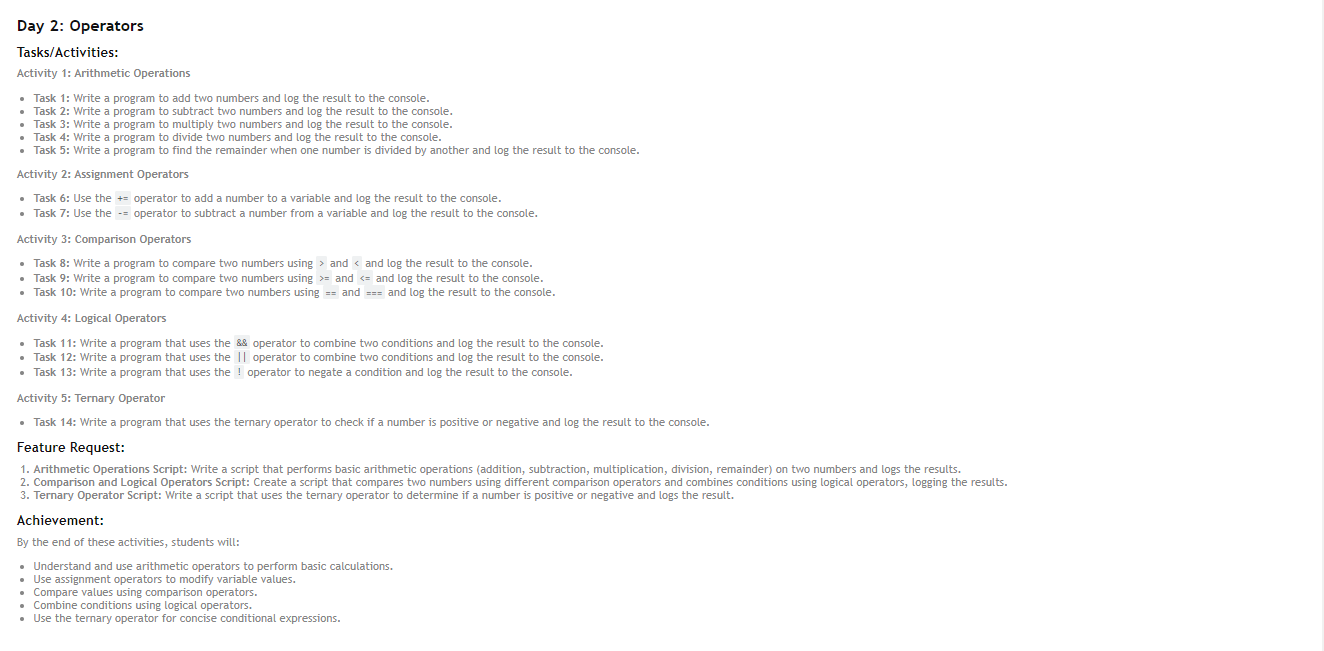 Day 2: Operators
Tasks/Activities:
Activity 1: Arithmetic Operations
• Task 1: Write a program to add two numbers and log the result to the console.
• Task 2: Write a program to subtract two numbers and log the result to the console.
• Task 3: Write a program to multiply two numbers and log the result to the console.
• Task 4: Write a program to divide two numbers and log the result to the console.
• Task 5: Write a program to find the remainder when one number is divided by another and log the result to the console.
Activity 2: Assignment Operators
• Task 6: Use the += operator to add a number to a variable and log the result to the console.
• Task 7: Use the -= operator to subtract a number from a variable and log the result to the console.
Activity 3: Comparison Operators
• Task 8: Write a program to compare two numbers using > and < and log the result to the console.
• Task 9: Write a program to compare two numbers using >= and <= and log the result to the console.
• Task 10: Write a program to compare two numbers using == and === and log the result to the console.
Activity 4: Logical Operators
• Task 11: Write a program that uses the && operator to combine two conditions and log the result to the console.
• Task 12: Write a program that uses the || operator to combine two conditions and log the result to the console.
• Task 13: Write a program that uses the ! operator to negate a condition and log the result to the console.
Activity 5: Ternary Operator
• Task 14: Write a program that uses the ternary operator to check if a number is positive or negative and log the result to the console.
Feature Request:
1. Arithmetic Operations Script: Write a script that performs basic arithmetic operations (addition, subtraction, multiplication, division, remainder) on two numbers and logs the results.
2. Comparison and Logical Operators Script: Create a script that compares two numbers using different comparison operators and combines conditions using logical operators, logging the results.
3. Ternary Operator Script: Write a script that uses the ternary operator to determine if a number is positive or negative and logs the result.
Achievement:
By the end of these activities, students will:
• Understand and use arithmetic operators to perform basic calculations.
• Use assignment operators to modify variable values.
• Compare values using comparison operators.
• Combine conditions using logical operators.
• Use the ternary operator for concise conditional expressions.